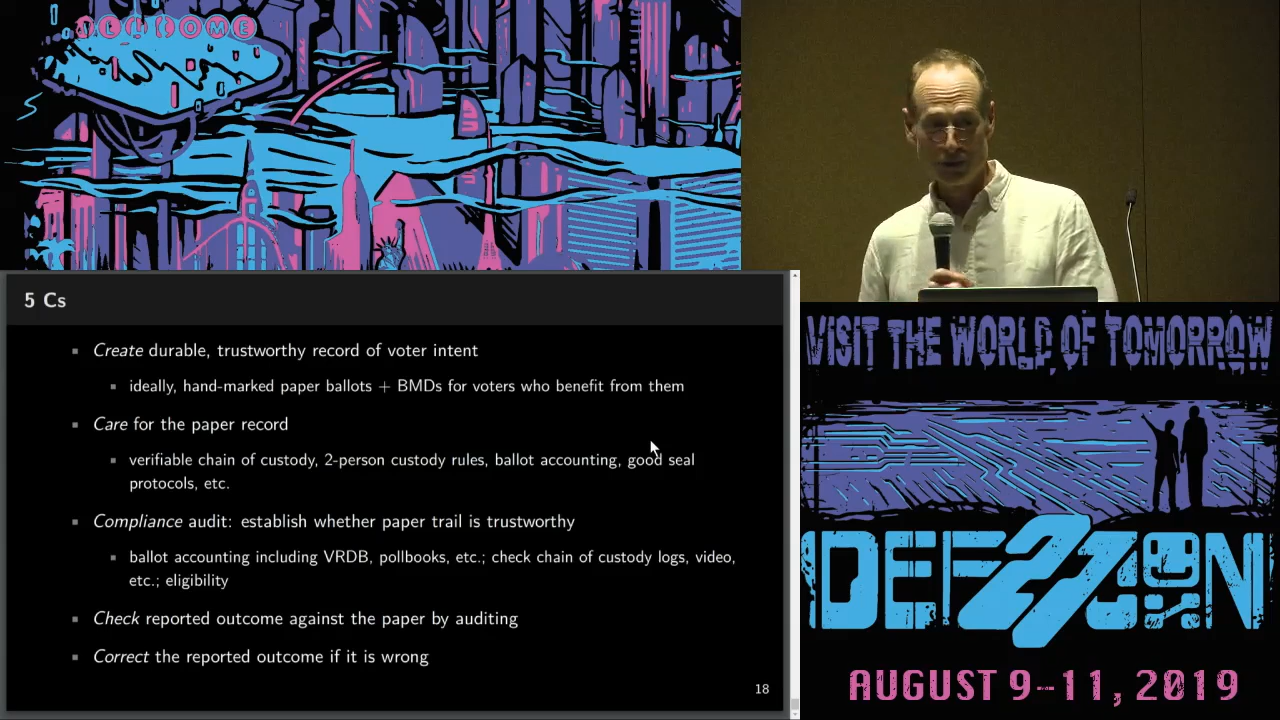 WELCOME
5 Cs
Create durable, trustworthy record of voter intent
ideally, hand-marked paper ballots + BMDs for voters who benefit from them
Care for the paper record
verifiable chain of custody, 2-person custody rules, ballot accounting, good seal
protocols, etc.
Compliance audit: establish whether paper trail is trustworthy
ballot accounting including VRDB, pollbooks, etc.; check chain of custody logs, video,
etc.; eligibility
Check reported outcome against the paper by auditing
Correct the reported outcome if it is wrong
18
VISIT THE WORLD OF TOMORROW
DEF27CON
AUGUST 9-11, 2019